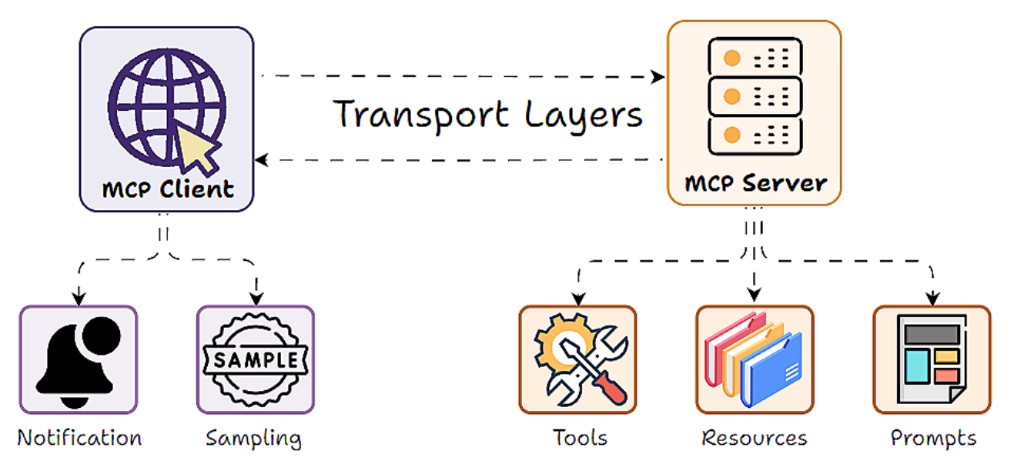 Transport Layers
MCP Client
MCP Server
SAMPLE
Notification
Sampling
Tools
Resources
Prompts